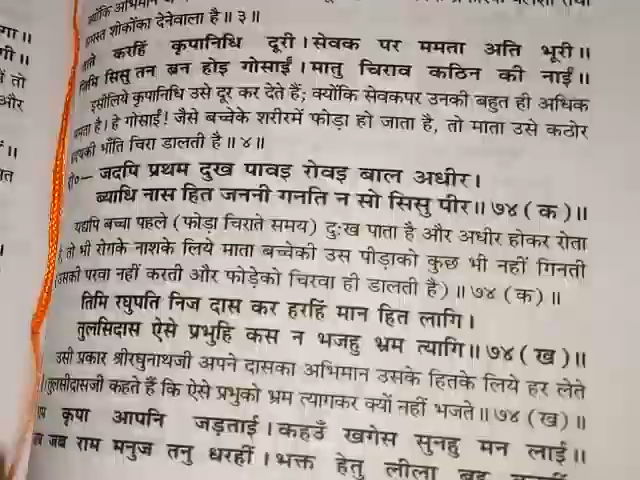 क्योंकि अभिमान
समस्त शोकोंका देनेवाला है॥ ३॥
करहिं कृपानिधि दूरी। सेवक पर ममता अति भूरी॥
जिमि सिसु तन ब्रन होइ गोसाईं। मातु चिराव कठिन की नाईं॥
इसीलिये कृपानिधि उसे दूर कर देते हैं; क्योंकि सेवकपर उनकी बहुत ही अधिक
ममता है। हे गोसाईं! जैसे बच्चेके शरीरमें फोड़ा हो जाता है, तो माता उसे कठोर
हृदयकी भाँति चिरा डालती है॥ ४॥
दो०— जदपि प्रथम दुख पावइ रोवइ बाल अधीर।
ब्याधि नास हित जननी गनति न सो सिसु पीर॥ ७४ ( क )॥
यद्यपि बच्चा पहले ( फोड़ा चिराते समय) दुःख पाता है और अधीर होकर रोता
है, तो भी रोगके नाशके लिये माता बच्चेकी उस पीड़ाको कुछ भी नहीं गिनती
(उसकी परवा नहीं करती और फोड़ेको चिरवा ही डालती है)॥ ७४ (क)॥
तिमि रघुपति निज दास कर हरहिं मान हित लागि।
तुलसिदास ऐसे प्रभुहि कस न भजहु भ्रम त्यागि॥ ७४ ( ख )॥
उसी प्रकार श्रीरघुनाथजी अपने दासका अभिमान उसके हितके लिये हर लेते
तुलसीदासजी कहते हैं कि ऐसे प्रभुको भ्रम त्यागकर क्यों नहीं भजते॥ ७४ (ख)॥
कृपा आपनि जड़ताई। कहउँ खगेस सुनहु मन लाई॥
जब राम मनुज तनु धरहीं। भक्त हेतु लीला बहु